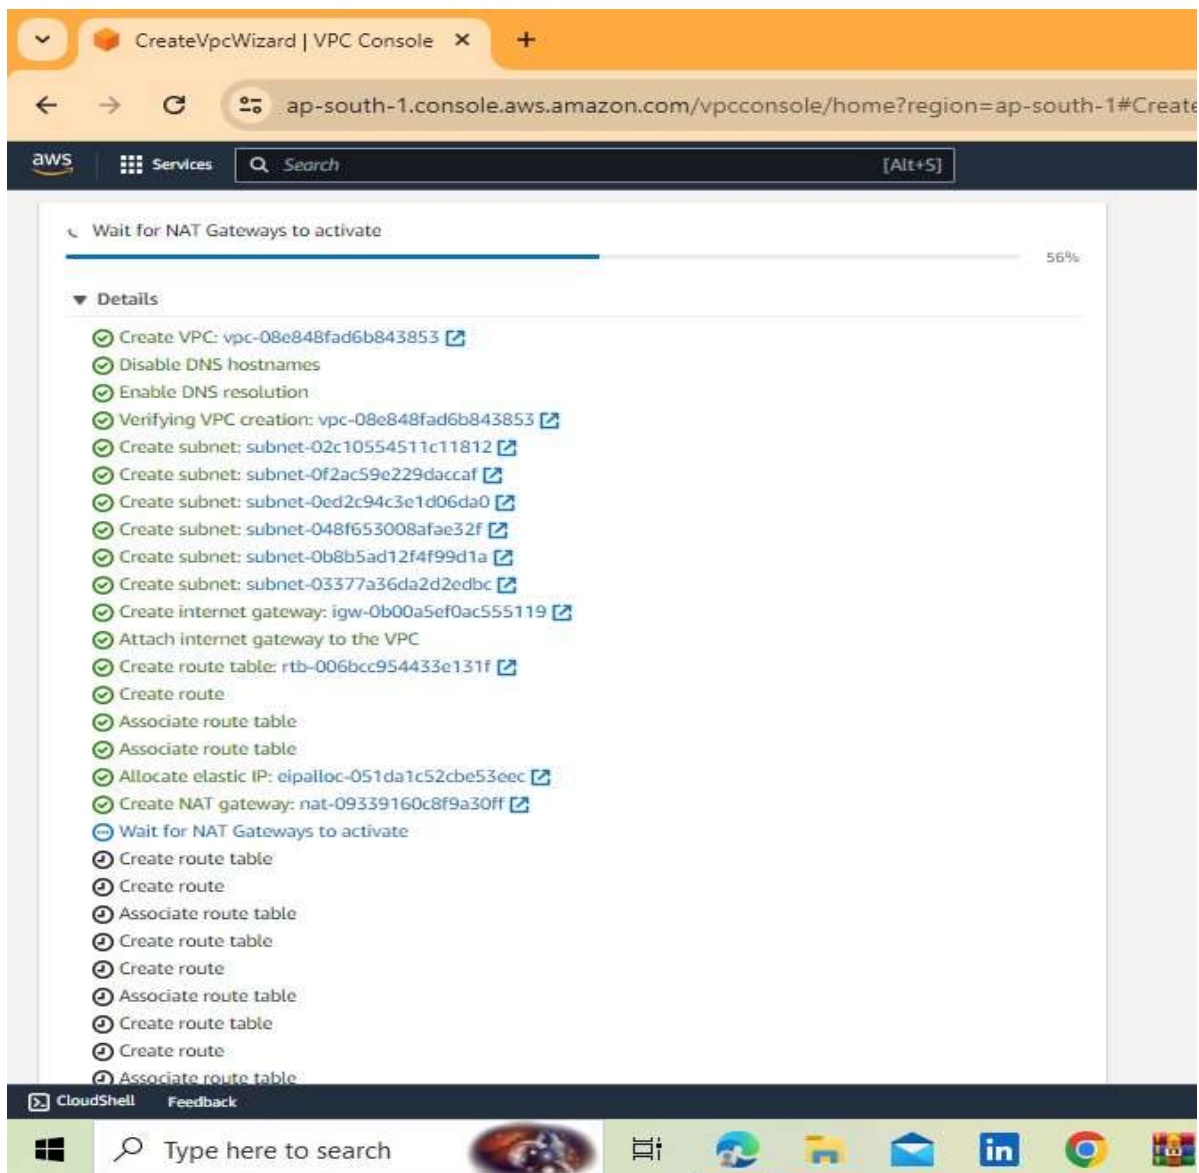 CreateVpcWizard | VPC Console
ap-south-1.console.aws.amazon.com/vpcconsole/home?region=ap-south-1#Create
aws Services Search [Alt+S]
Wait for NAT Gateways to activate
56%
Details
Create VPC: vpc-08e848fad6b843853
Disable DNS hostnames
Enable DNS resolution
Verifying VPC creation: vpc-08e848fad6b843853
Create subnet: subnet-02c10554511c11812
Create subnet: subnet-0f2ac59e229daccaf
Create subnet: subnet-0ed2c94c3e1d06da0
Create subnet: subnet-048f653008afae32f
Create subnet: subnet-0b8b5ad12f4f99d1a
Create subnet: subnet-03377a36da2d2edbc
Create internet gateway: igw-0b00a5ef0ac555119
Attach internet gateway to the VPC
Create route table: rtb-006bcc954433e131f
Create route
Associate route table
Associate route table
Allocate elastic IP: eipalloc-051da1c52cbe53eec
Create NAT gateway: nat-09339160c8f9a30ff
Wait for NAT Gateways to activate
Create route table
Create route
Associate route table
Create route table
Create route
Associate route table
Create route table
Create route
Associate route table
CloudShell Feedback
Type here to search
in